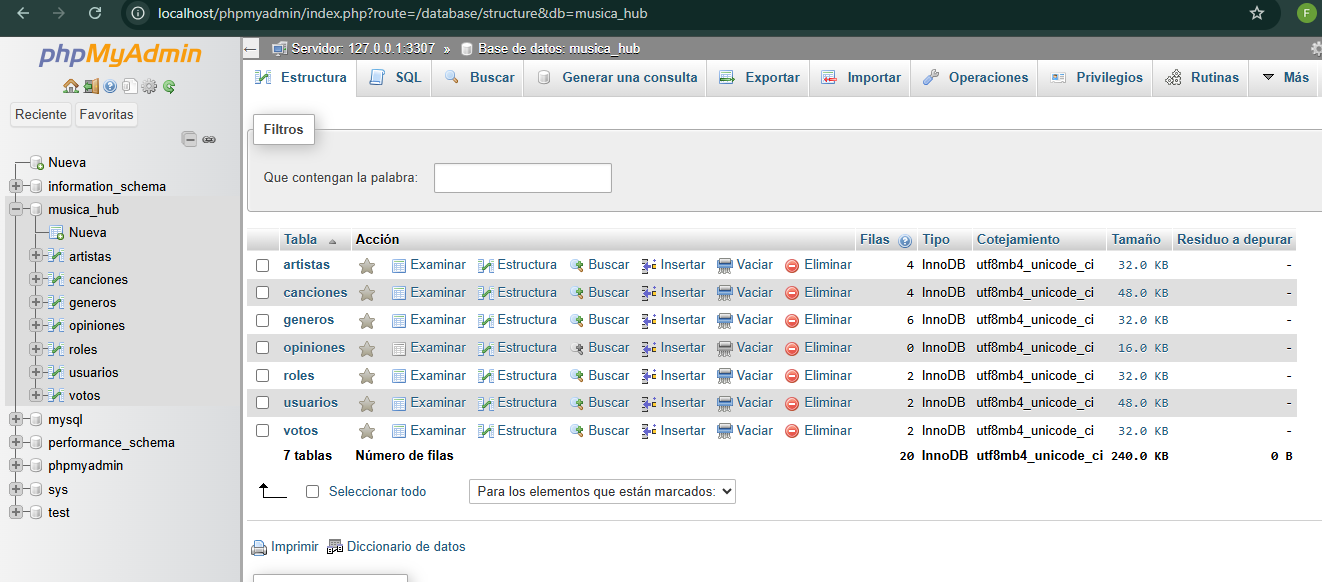 localhost/phpmyadmin/index.php?route=/database/structure&db=musica_hub
F
phpMyAdmin
Reciente Favoritas
Nueva
information_schema
musica_hub
Nueva
artistas
canciones
generos
opiniones
roles
usuarios
votos
mysql
performance_schema
phpmyadmin
sys
test
Servidor: 127.0.0.1:3307 » Base de datos: musica_hub
Estructura SQL Buscar Generar una consulta Exportar Importar Operaciones Privilegios Rutinas Más
Filtros
Que contengan la palabra:
Tabla Acción Filas Tipo Cotejamiento Tamaño Residuo a depurar
artistas Examinar Estructura Buscar Insertar Vaciar Eliminar 4 InnoDB utf8mb4_unicode_ci 32.0 KB -
canciones Examinar Estructura Buscar Insertar Vaciar Eliminar 4 InnoDB utf8mb4_unicode_ci 48.0 KB -
generos Examinar Estructura Buscar Insertar Vaciar Eliminar 6 InnoDB utf8mb4_unicode_ci 32.0 KB -
opiniones Examinar Estructura Buscar Insertar Vaciar Eliminar 0 InnoDB utf8mb4_unicode_ci 16.0 KB -
roles Examinar Estructura Buscar Insertar Vaciar Eliminar 2 InnoDB utf8mb4_unicode_ci 32.0 KB -
usuarios Examinar Estructura Buscar Insertar Vaciar Eliminar 2 InnoDB utf8mb4_unicode_ci 48.0 KB -
votos Examinar Estructura Buscar Insertar Vaciar Eliminar 2 InnoDB utf8mb4_unicode_ci 32.0 KB -
7 tablas Número de filas 20 InnoDB utf8mb4_unicode_ci 240.0 KB 0 B
Seleccionar todo Para los elementos que están marcados:
Imprimir Diccionario de datos